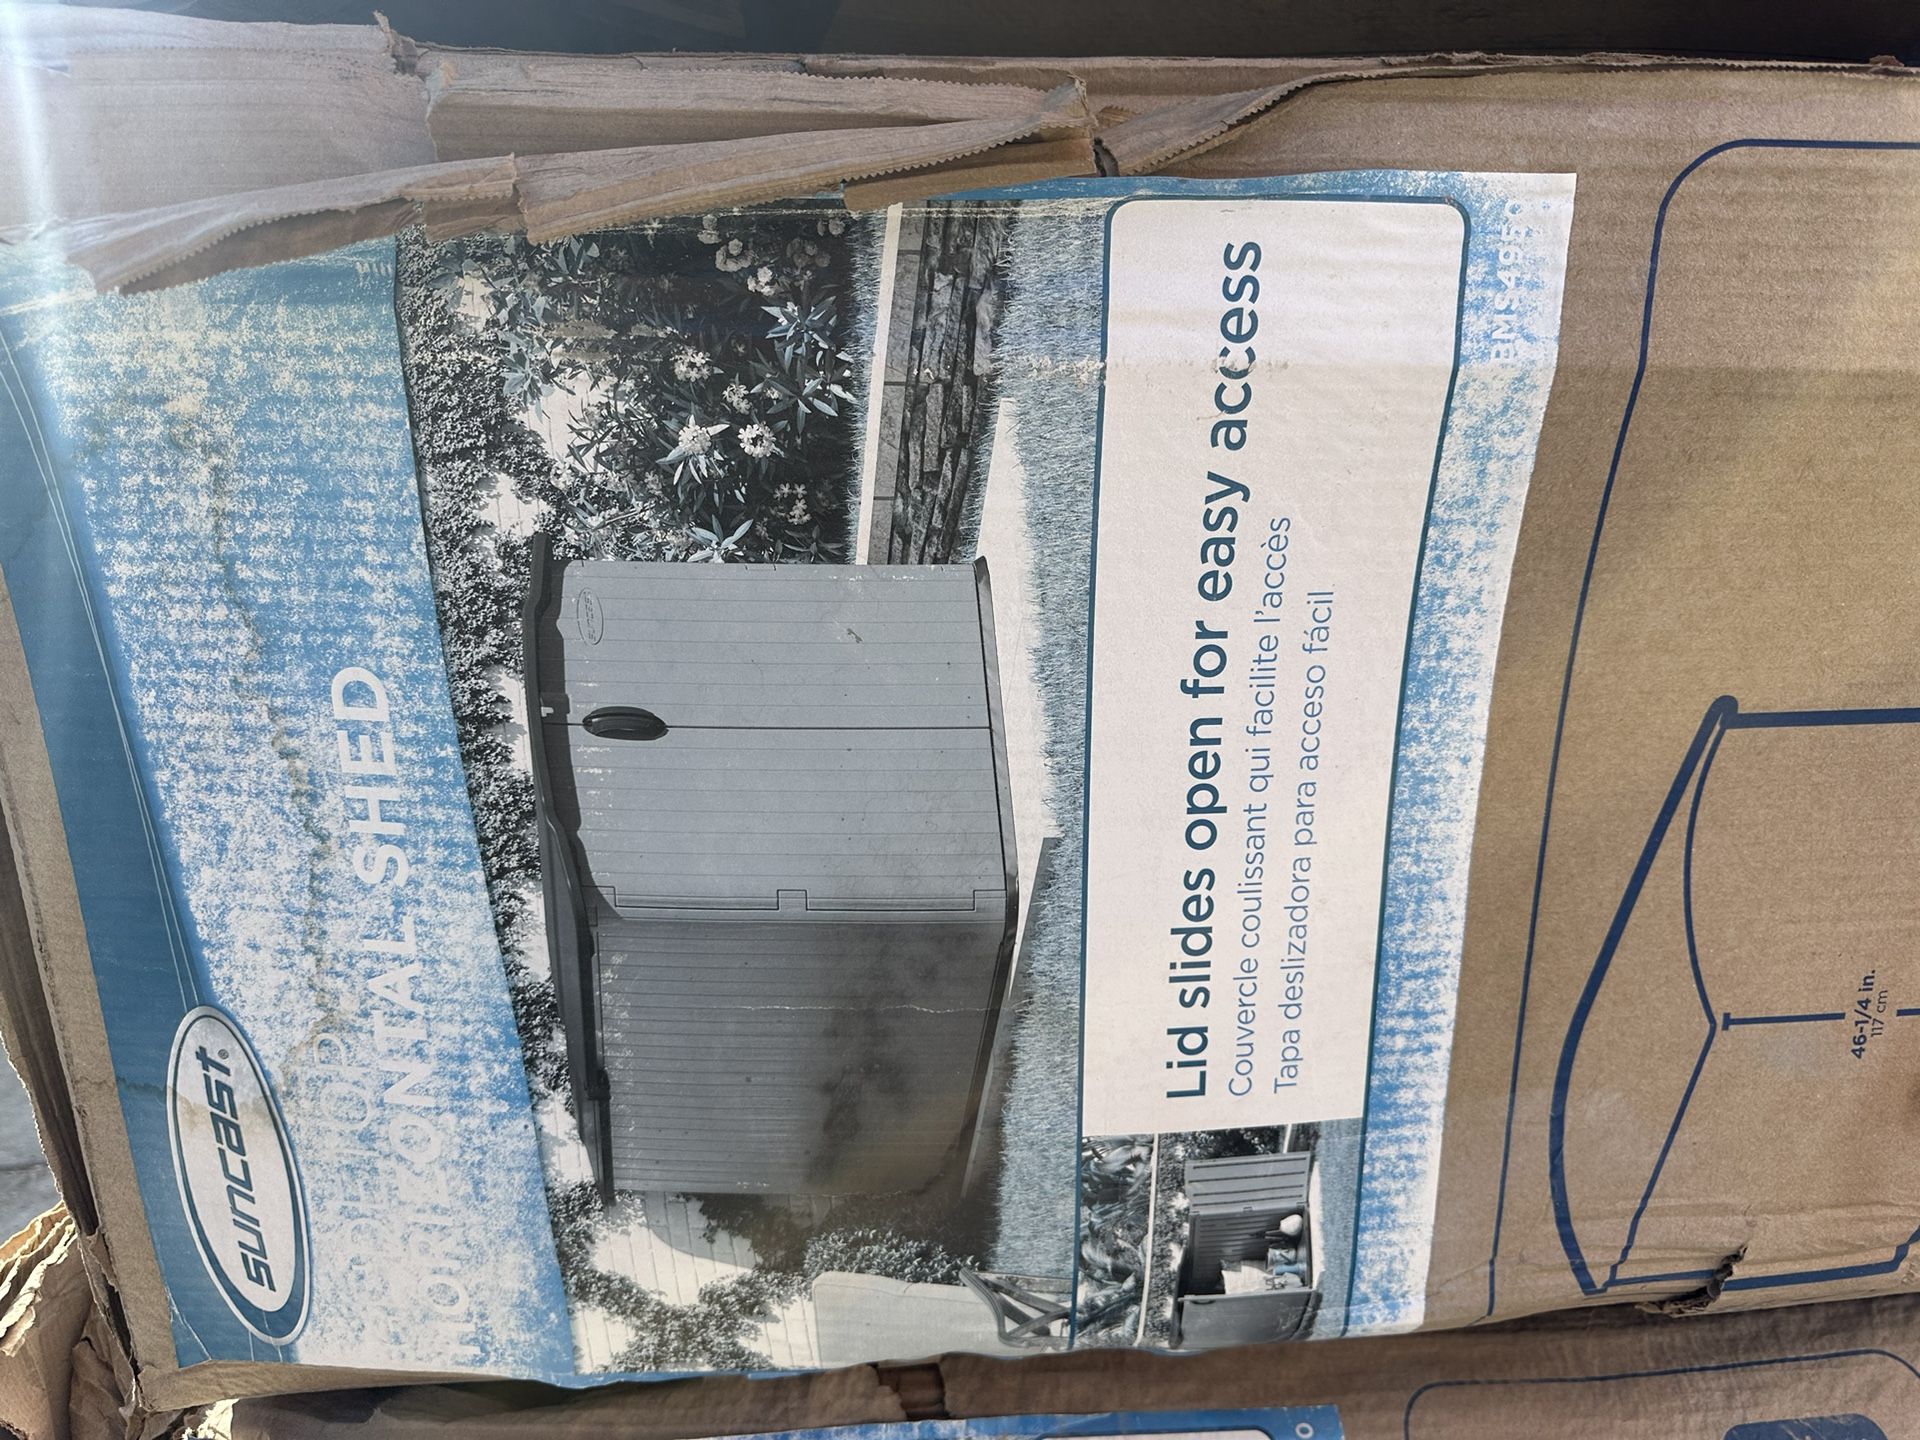 suncast®
HORIZONTAL SHED
suncast
Lid slides open for easy access
Couvercle coulissant qui facilite l'accès
Tapa deslizadora para acceso fácil
46-1/4 in.
117 cm